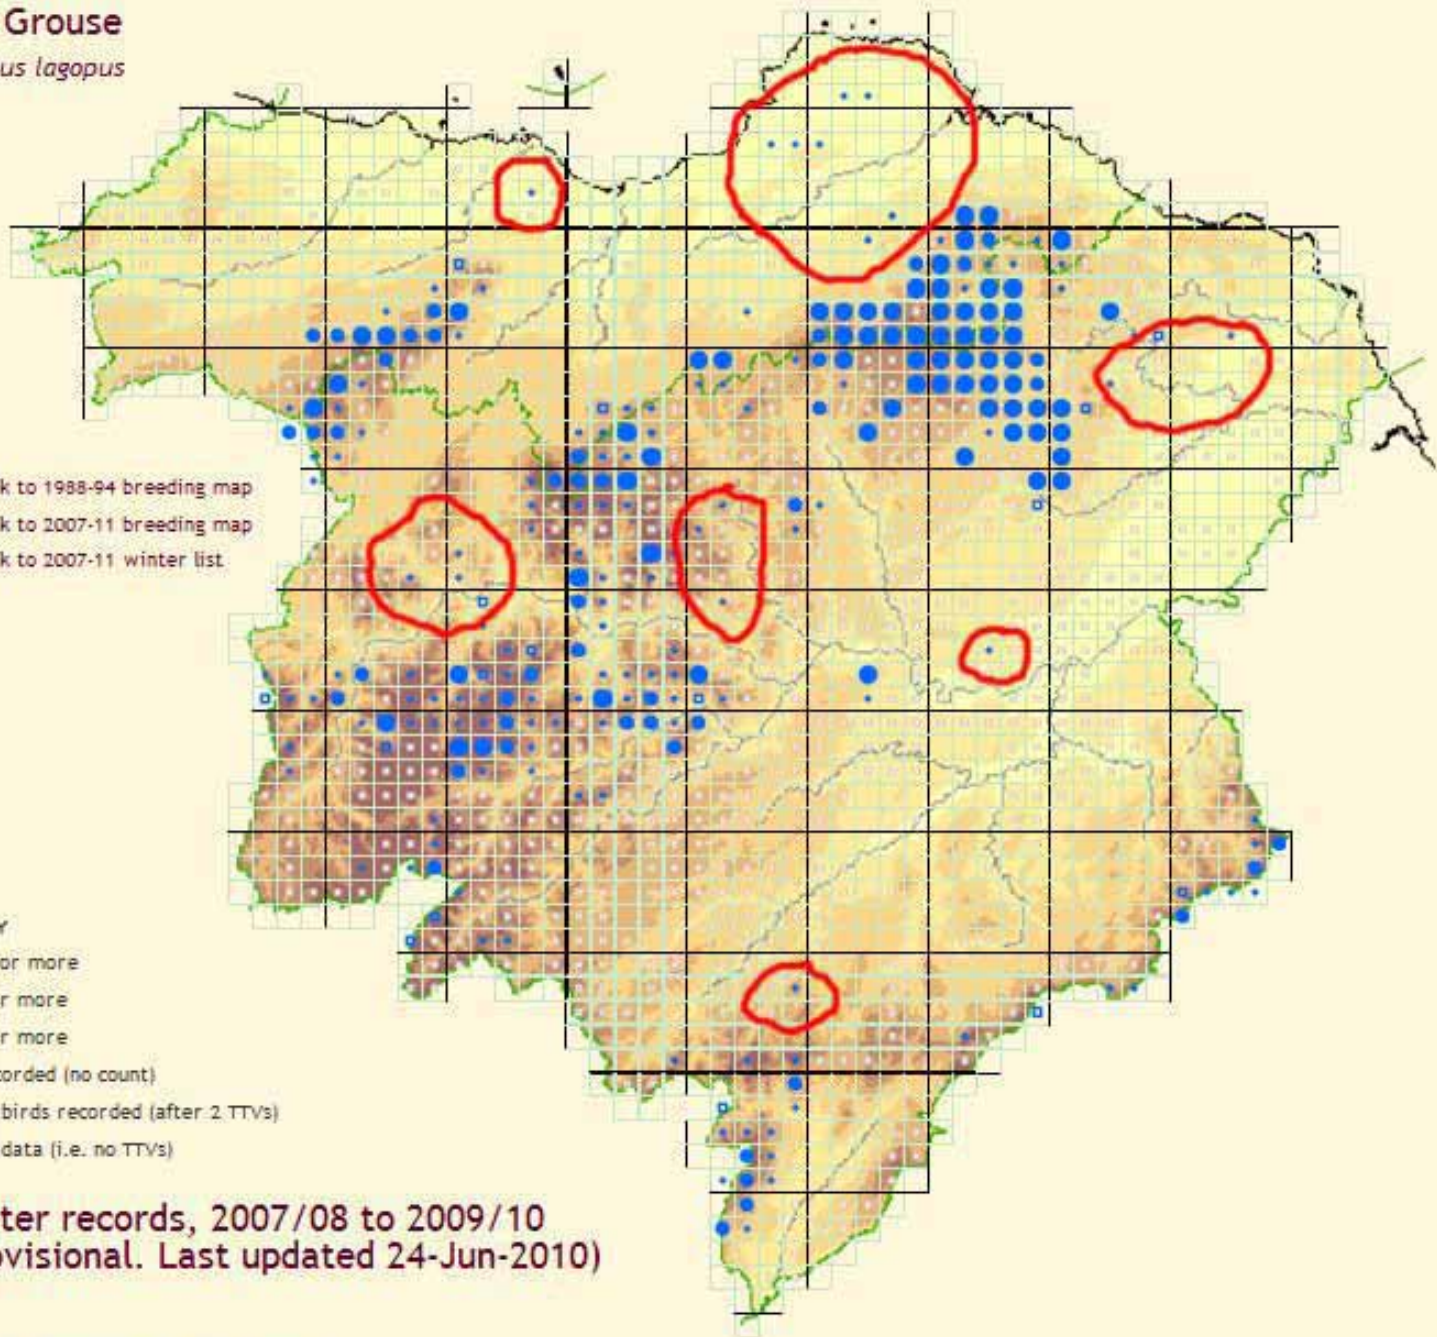 Grouse
us lagopus
k to 1988-94 breeding map
k to 2007-11 breeding map
k to 2007-11 winter list
Y
or more
r more
r more
orded (no count)
birds recorded (after 2 TTVs)
data (i.e. no TTVs)
ter records, 2007/08 to 2009/10
ovisional. Last updated 24-Jun-2010)